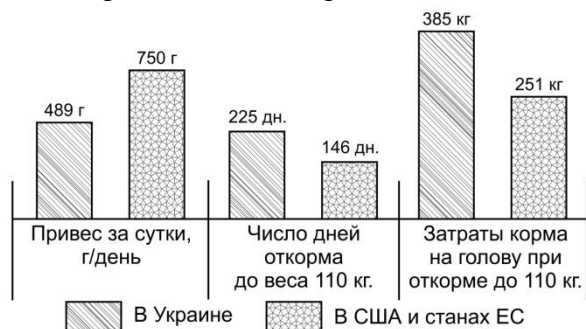 385 кг
750 г
251 кг
489 г
225 дн.
146 дн.
Привес за сутки,
г/день
Число дней
откорма
до веса 110 кг.
Затраты корма
на голову при
откорме до 110 кг.
В Украине
В США и станах ЕС